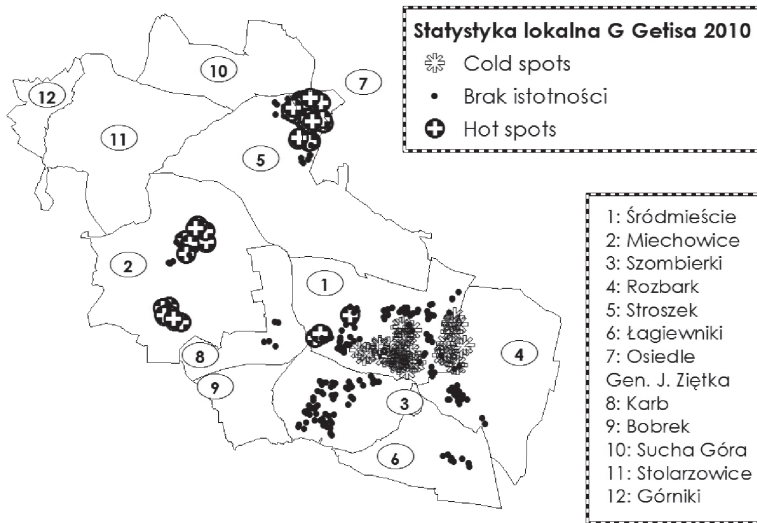 Statystyka lokalna G Getisa 2010
Cold spots
Brak istotności
Hot spots
10
7
12
11
5
2
1
8
4
9
3
6
1: Śródmieście
2: Miechowice
3: Szombierki
4: Rozbark
5: Stroszek
6: Łagiewniki
7: Osiedle
Gen. J. Ziętka
8: Karb
9: Bobrek
10: Sucha Góra
11: Stolarzowice
12: Górniki